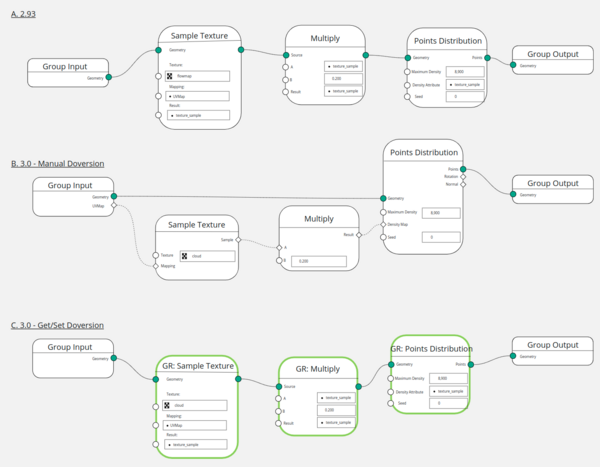 A. 2.93
Group Input
Geometry
Sample Texture
Geometry
Texture:
flowmap
Mapping:
UVMap
Result:
texture_sample
Multiply
Source
A
texture_sample
B
0,200
Result
texture_sample
Points Distribution
Geometry
Points
Maximum Density
8,000
Density Attribute
texture_sample
Seed
0
Group Output
Geometry
B. 3.0 - Manual Doversion
Group Input
Geometry
UVMap
Sample Texture
Sample
Texture
cloud
Mapping
Multiply
Result
A
B
0,200
Points Distribution
Points
Rotation
Normal
Geometry
Maximum Density
8,000
Density Map
Seed
0
Group Output
Geometry
C. 3.0 - Get/Set Doversion
Group Input
Geometry
GR: Sample Texture
Geometry
Texture:
cloud
Mapping:
UVMap
Result:
texture_sample
GR: Multiply
Source
A
texture_sample
B
0,200
Result
texture_sample
GR: Points Distribution
Geometry
Points
Maximum Density
8,000
Density Attribute
texture_sample
Seed
0
Group Output
Geometry